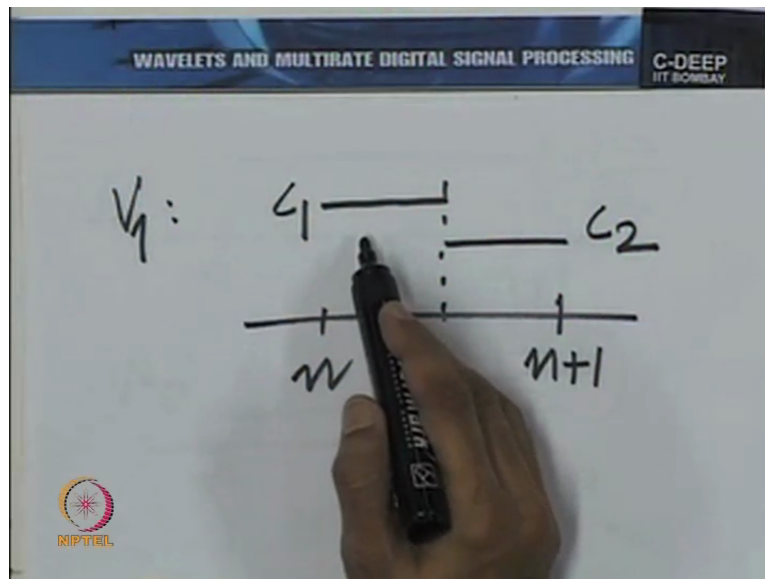 WAVELETS AND MULTIRATE DIGITAL SIGNAL PROCESSING
C-DEEP
IIT BOMBAY
V1 :
C1
C2
n
n+1
NPTEL